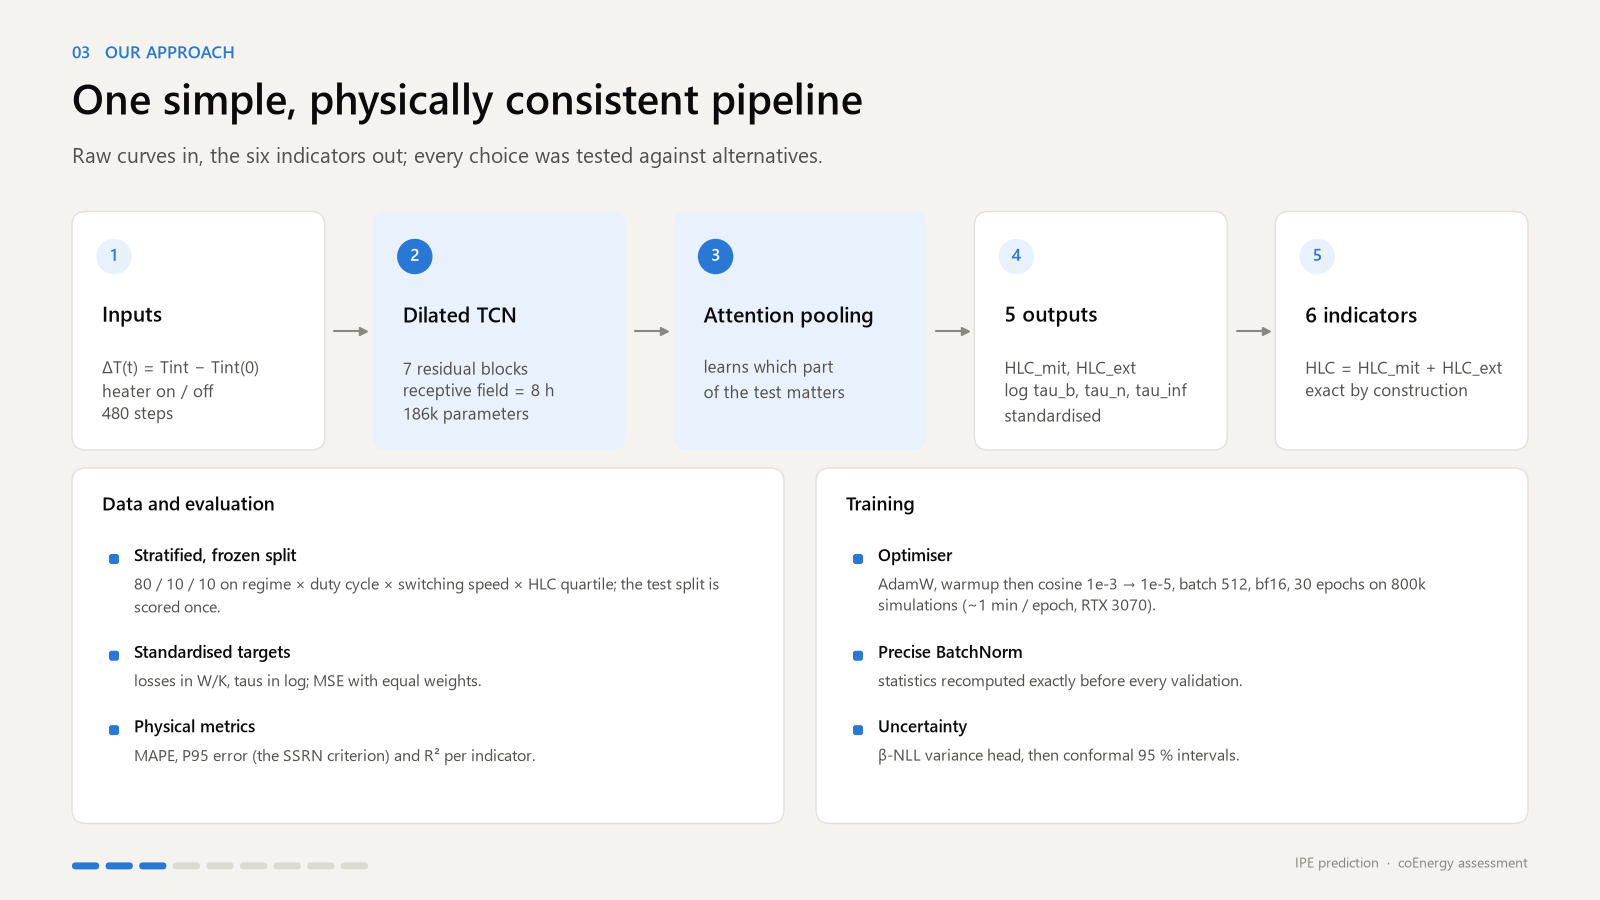 03 OUR APPROACH
One simple, physically consistent pipeline
Raw curves in, the six indicators out; every choice was tested against alternatives.
1
Inputs
ΔT(t) = Tint − Tint(0)
heater on / off
480 steps
2
Dilated TCN
7 residual blocks
receptive field = 8 h
186k parameters
3
Attention pooling
learns which part
of the test matters
4
5 outputs
HLC_mit, HLC_ext
log tau_b, tau_n, tau_inf
standardised
5
6 indicators
HLC = HLC_mit + HLC_ext
exact by construction
Data and evaluation
Stratified, frozen split
80 / 10 / 10 on regime × duty cycle × switching speed × HLC quartile; the test split is
scored once.
Standardised targets
losses in W/K, taus in log; MSE with equal weights.
Physical metrics
MAPE, P95 error (the SSRN criterion) and R² per indicator.
Training
Optimiser
AdamW, warmup then cosine 1e-3 → 1e-5, batch 512, bf16, 30 epochs on 800k
simulations (~1 min / epoch, RTX 3070).
Precise BatchNorm
statistics recomputed exactly before every validation.
Uncertainty
β-NLL variance head, then conformal 95 % intervals.
IPE prediction · coEnergy assessment